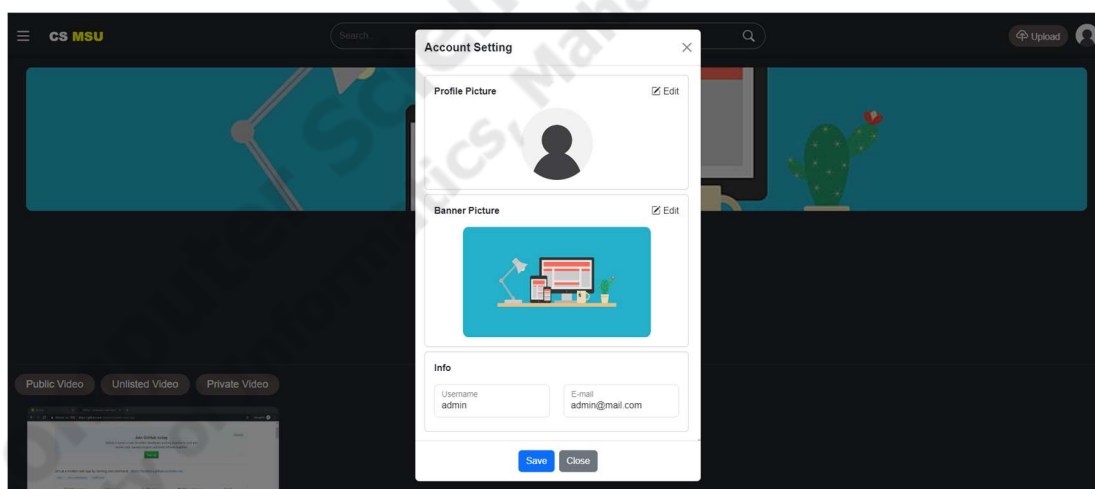 CS MSU
Search
Upload
Account Setting
Profile Picture
Edit
Banner Picture
Edit
Info
Username
admin
E-mail
admin@mail.com
Save
Close
Public Video
Unlisted Video
Private Video